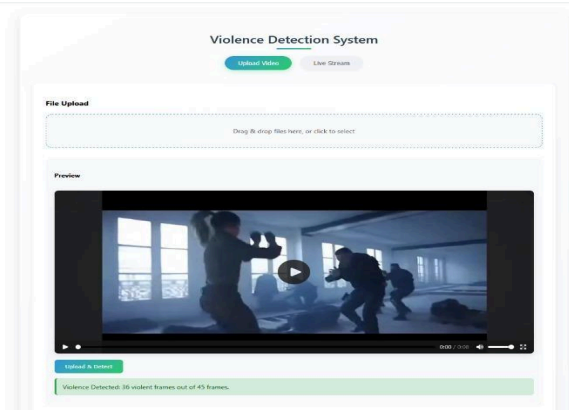 Violence Detection System
Upload Video
Live Stream
File Upload
Drag & drop files here, or click to select
Preview
0:00 / 0:08
Upload & Detect
Violence Detected: 36 violent frames out of 45 frames.